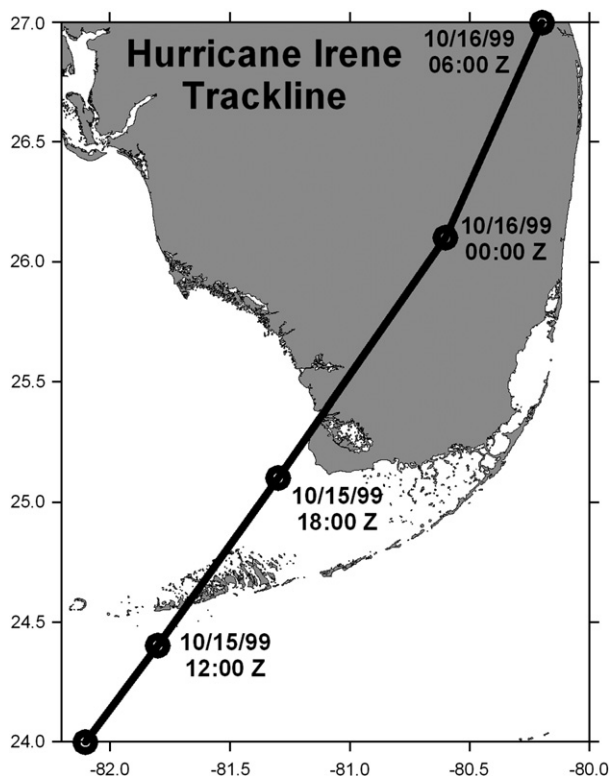 27.0
26.5
26.0
25.5
25.0
24.5
24.0
Hurricane Irene
Trackline
10/16/99
06:00 Z
10/16/99
00:00 Z
10/15/99
18:00 Z
10/15/99
12:00 Z
-82.0
-81.5
-81.0
-80.5
-80.0